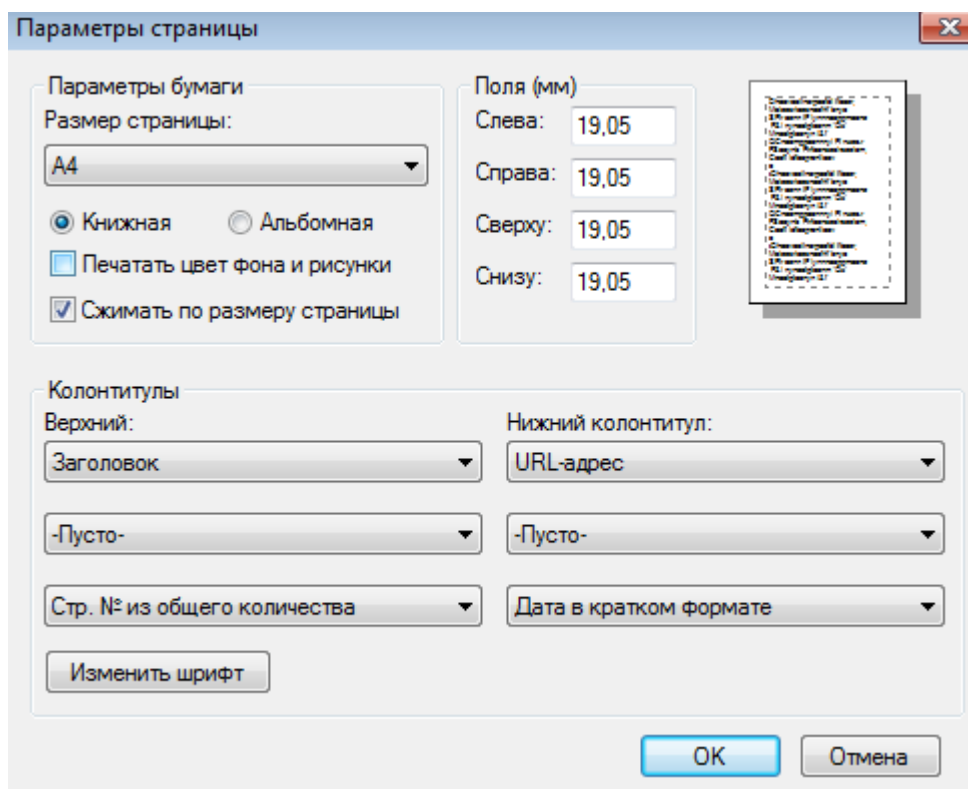 Параметры страницы
Параметры бумаги
Размер страницы:
A4
Книжная
Альбомная
Печатать цвет фона и рисунки
Сжимать по размеру страницы
Поля (мм)
Слева: 19,05
Справа: 19,05
Сверху: 19,05
Снизу: 19,05
Колонтитулы
Верхний:
Заголовок
-Пусто-
Стр. № из общего количества
Изменить шрифт
Нижний колонтитул:
URL-адрес
-Пусто-
Дата в кратком формате
OK
Отмена